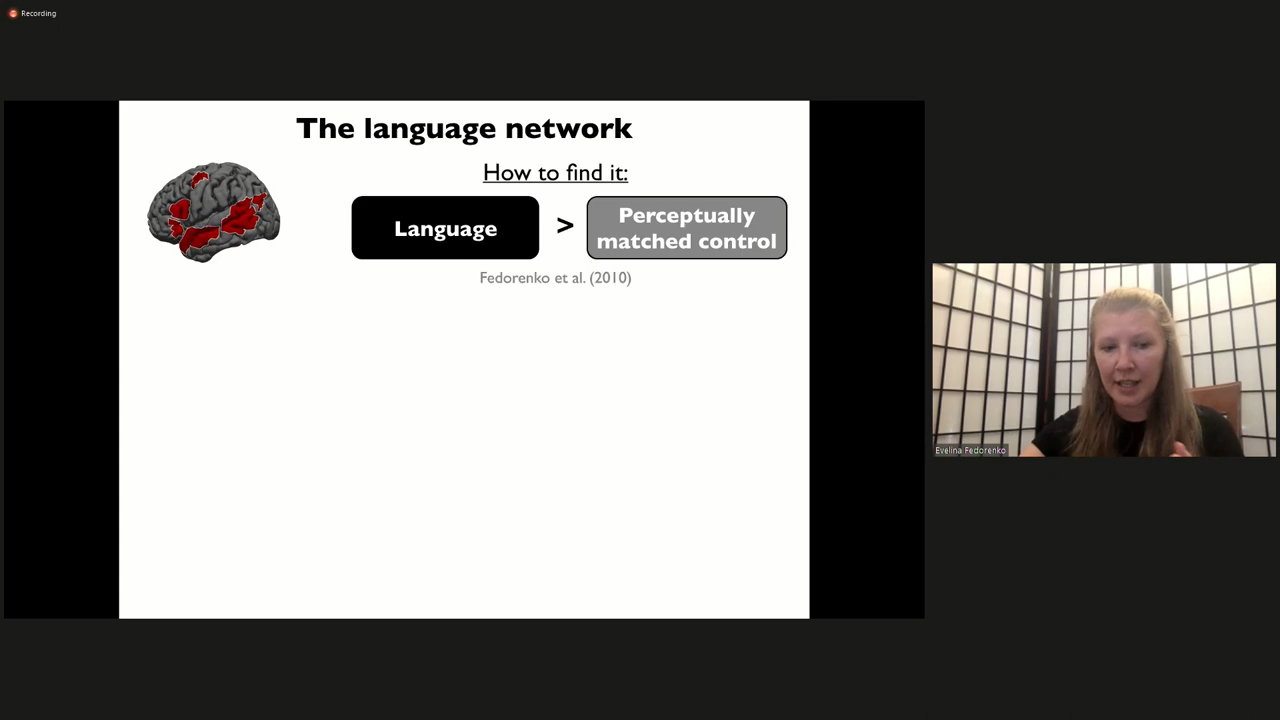 Recording
The language network
How to find it:
Language
>
Perceptually
matched control
Fedorenko et al. (2010)
Evelina Fedorenko